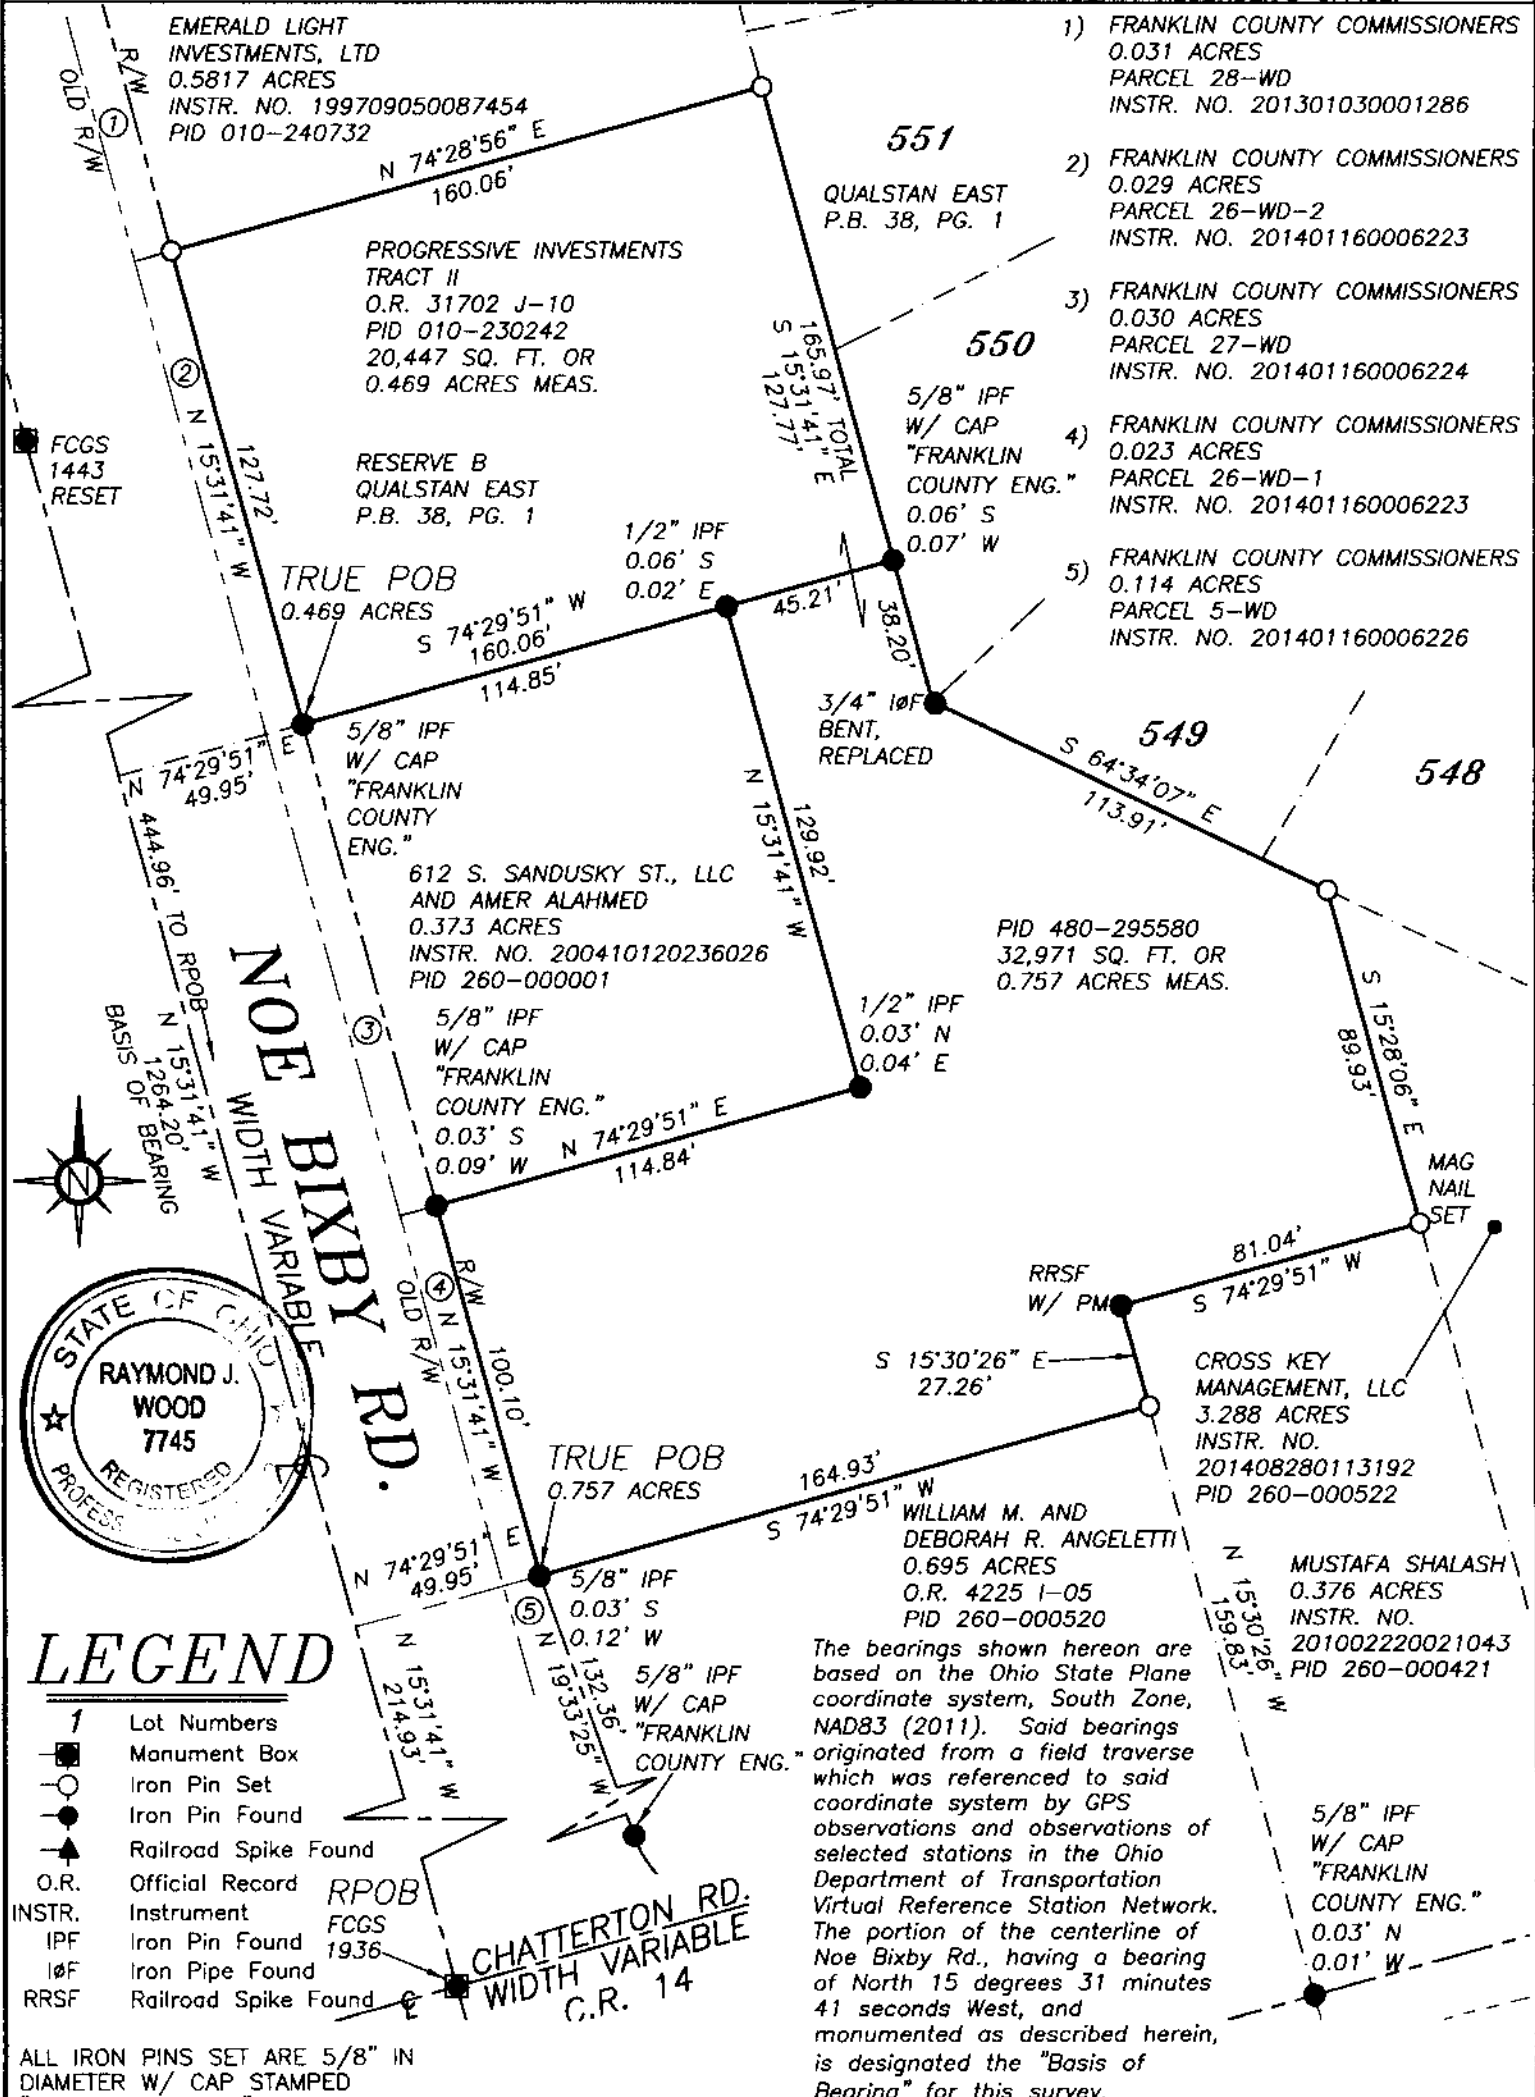 EMERALD LIGHT
INVESTMENTS, LTD
0.5817 ACRES
INSTR. NO. 199709050087454
PID 010-240732
R/W
OLD R/W
1
N 74°28'56" E
160.06'
551
QUALSTAN EAST
P.B. 38, PG. 1
1) FRANKLIN COUNTY COMMISSIONERS
0.031 ACRES
PARCEL 28-WD
INSTR. NO. 201301030001286
2) FRANKLIN COUNTY COMMISSIONERS
0.029 ACRES
PARCEL 26-WD-2
INSTR. NO. 201401160006223
3) FRANKLIN COUNTY COMMISSIONERS
0.030 ACRES
PARCEL 27-WD
INSTR. NO. 201401160006224
4) FRANKLIN COUNTY COMMISSIONERS
0.023 ACRES
PARCEL 26-WD-1
INSTR. NO. 201401160006223
5) FRANKLIN COUNTY COMMISSIONERS
0.114 ACRES
PARCEL 5-WD
INSTR. NO. 201401160006226
PROGRESSIVE INVESTMENTS
TRACT II
O.R. 31702 J-10
PID 010-230242
20,447 SQ. FT. OR
0.469 ACRES MEAS.
RESERVE B
QUALSTAN EAST
P.B. 38, PG. 1
2
N 15°31'41" W
127.72'
165.97' TOTAL
S 15°31'41" E
127.77'
550
5/8" IPF
W/ CAP
"FRANKLIN
COUNTY ENG."
0.06' S
0.07' W
FCGS
1443
RESET
1/2" IPF
0.06' S
0.02' E
TRUE POB
0.469 ACRES
S 74°29'51" W
160.06'
114.85'
45.21'
38.20'
3/4" IØF
BENT,
REPLACED
549
548
S 64°34'07" E
113.91'
5/8" IPF
W/ CAP
"FRANKLIN
COUNTY
ENG."
N 74°29'51" E
49.95'
444.96' TO RPOB
N 15°31'41" W
1264.20'
BASIS OF BEARING
612 S. SANDUSKY ST., LLC
AND AMER ALAHMED
0.373 ACRES
INSTR. NO. 200410120236026
PID 260-000001
129.92'
N 15°31'41" W
PID 480-295580
32,971 SQ. FT. OR
0.757 ACRES MEAS.
S 15°28'06" E
89.93'
3
5/8" IPF
W/ CAP
"FRANKLIN
COUNTY ENG."
0.03' S
0.09' W
1/2" IPF
0.03' N
0.04' E
N 74°29'51" E
114.84'
NOE BIXBY RD.
WIDTH VARIABLE
N
STATE OF OHIO
RAYMOND J.
WOOD
7745
REGISTERED
MAG
NAIL
SET
81.04'
S 74°29'51" W
RRSF
W/ PM
S 15°30'26" E
27.26'
R/W
4
OLD R/W
N 15°31'41" W
100.10'
CROSS KEY
MANAGEMENT, LLC
3.288 ACRES
INSTR. NO.
201408280113192
PID 260-000522
TRUE POB
0.757 ACRES
164.93'
S 74°29'51" W
WILLIAM M. AND
DEBORAH R. ANGELETTI
0.695 ACRES
O.R. 4225 I-05
PID 260-000520
N 15°30'26" W
159.83'
MUSTAFA SHALASH
0.376 ACRES
INSTR. NO.
201002220021043
PID 260-000421
N 74°29'51" E
49.95'
5/8" IPF
0.03' S
0.12' W
5
N 19°33'25" W
132.36'
5/8" IPF
W/ CAP
"FRANKLIN
COUNTY ENG."
N 15°31'41" W
214.93'
LEGEND
1 Lot Numbers
Monument Box
Iron Pin Set
Iron Pin Found
Railroad Spike Found
O.R. Official Record
INSTR. Instrument
IPF Iron Pin Found
IØF Iron Pipe Found
RRSF Railroad Spike Found
RPOB
FCGS
1936
CHATTERTON RD.
WIDTH VARIABLE
C.R. 14
The bearings shown hereon are
based on the Ohio State Plane
coordinate system, South Zone,
NAD83 (2011). Said bearings
originated from a field traverse
which was referenced to said
coordinate system by GPS
observations and observations of
selected stations in the Ohio
Department of Transportation
Virtual Reference Station Network.
The portion of the centerline of
Noe Bixby Rd., having a bearing
of North 15 degrees 31 minutes
41 seconds West, and
monumented as described herein,
is designated the "Basis of
Bearing" for this survey.
5/8" IPF
W/ CAP
"FRANKLIN
COUNTY ENG."
0.03' N
0.01' W
ALL IRON PINS SET ARE 5/8" IN
DIAMETER W/ CAP STAMPED